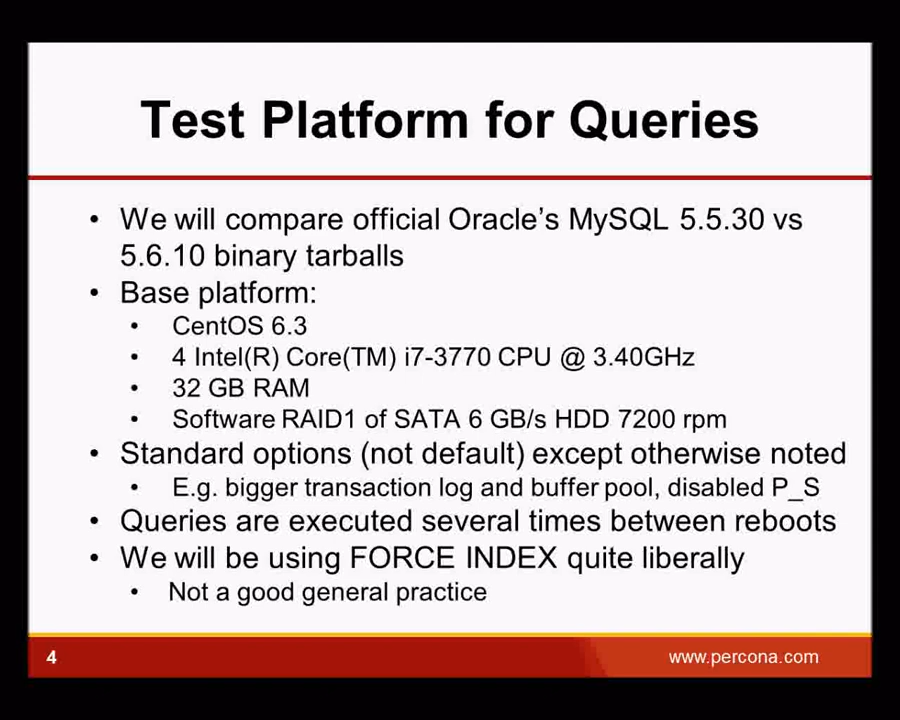 Test Platform for Queries
• We will compare official Oracle's MySQL 5.5.30 vs
5.6.10 binary tarballs
• Base platform:
• CentOS 6.3
• 4 Intel(R) Core(TM) i7-3770 CPU @ 3.40GHz
• 32 GB RAM
• Software RAID1 of SATA 6 GB/s HDD 7200 rpm
• Standard options (not default) except otherwise noted
• E.g. bigger transaction log and buffer pool, disabled P_S
• Queries are executed several times between reboots
• We will be using FORCE INDEX quite liberally
• Not a good general practice
4
www.percona.com